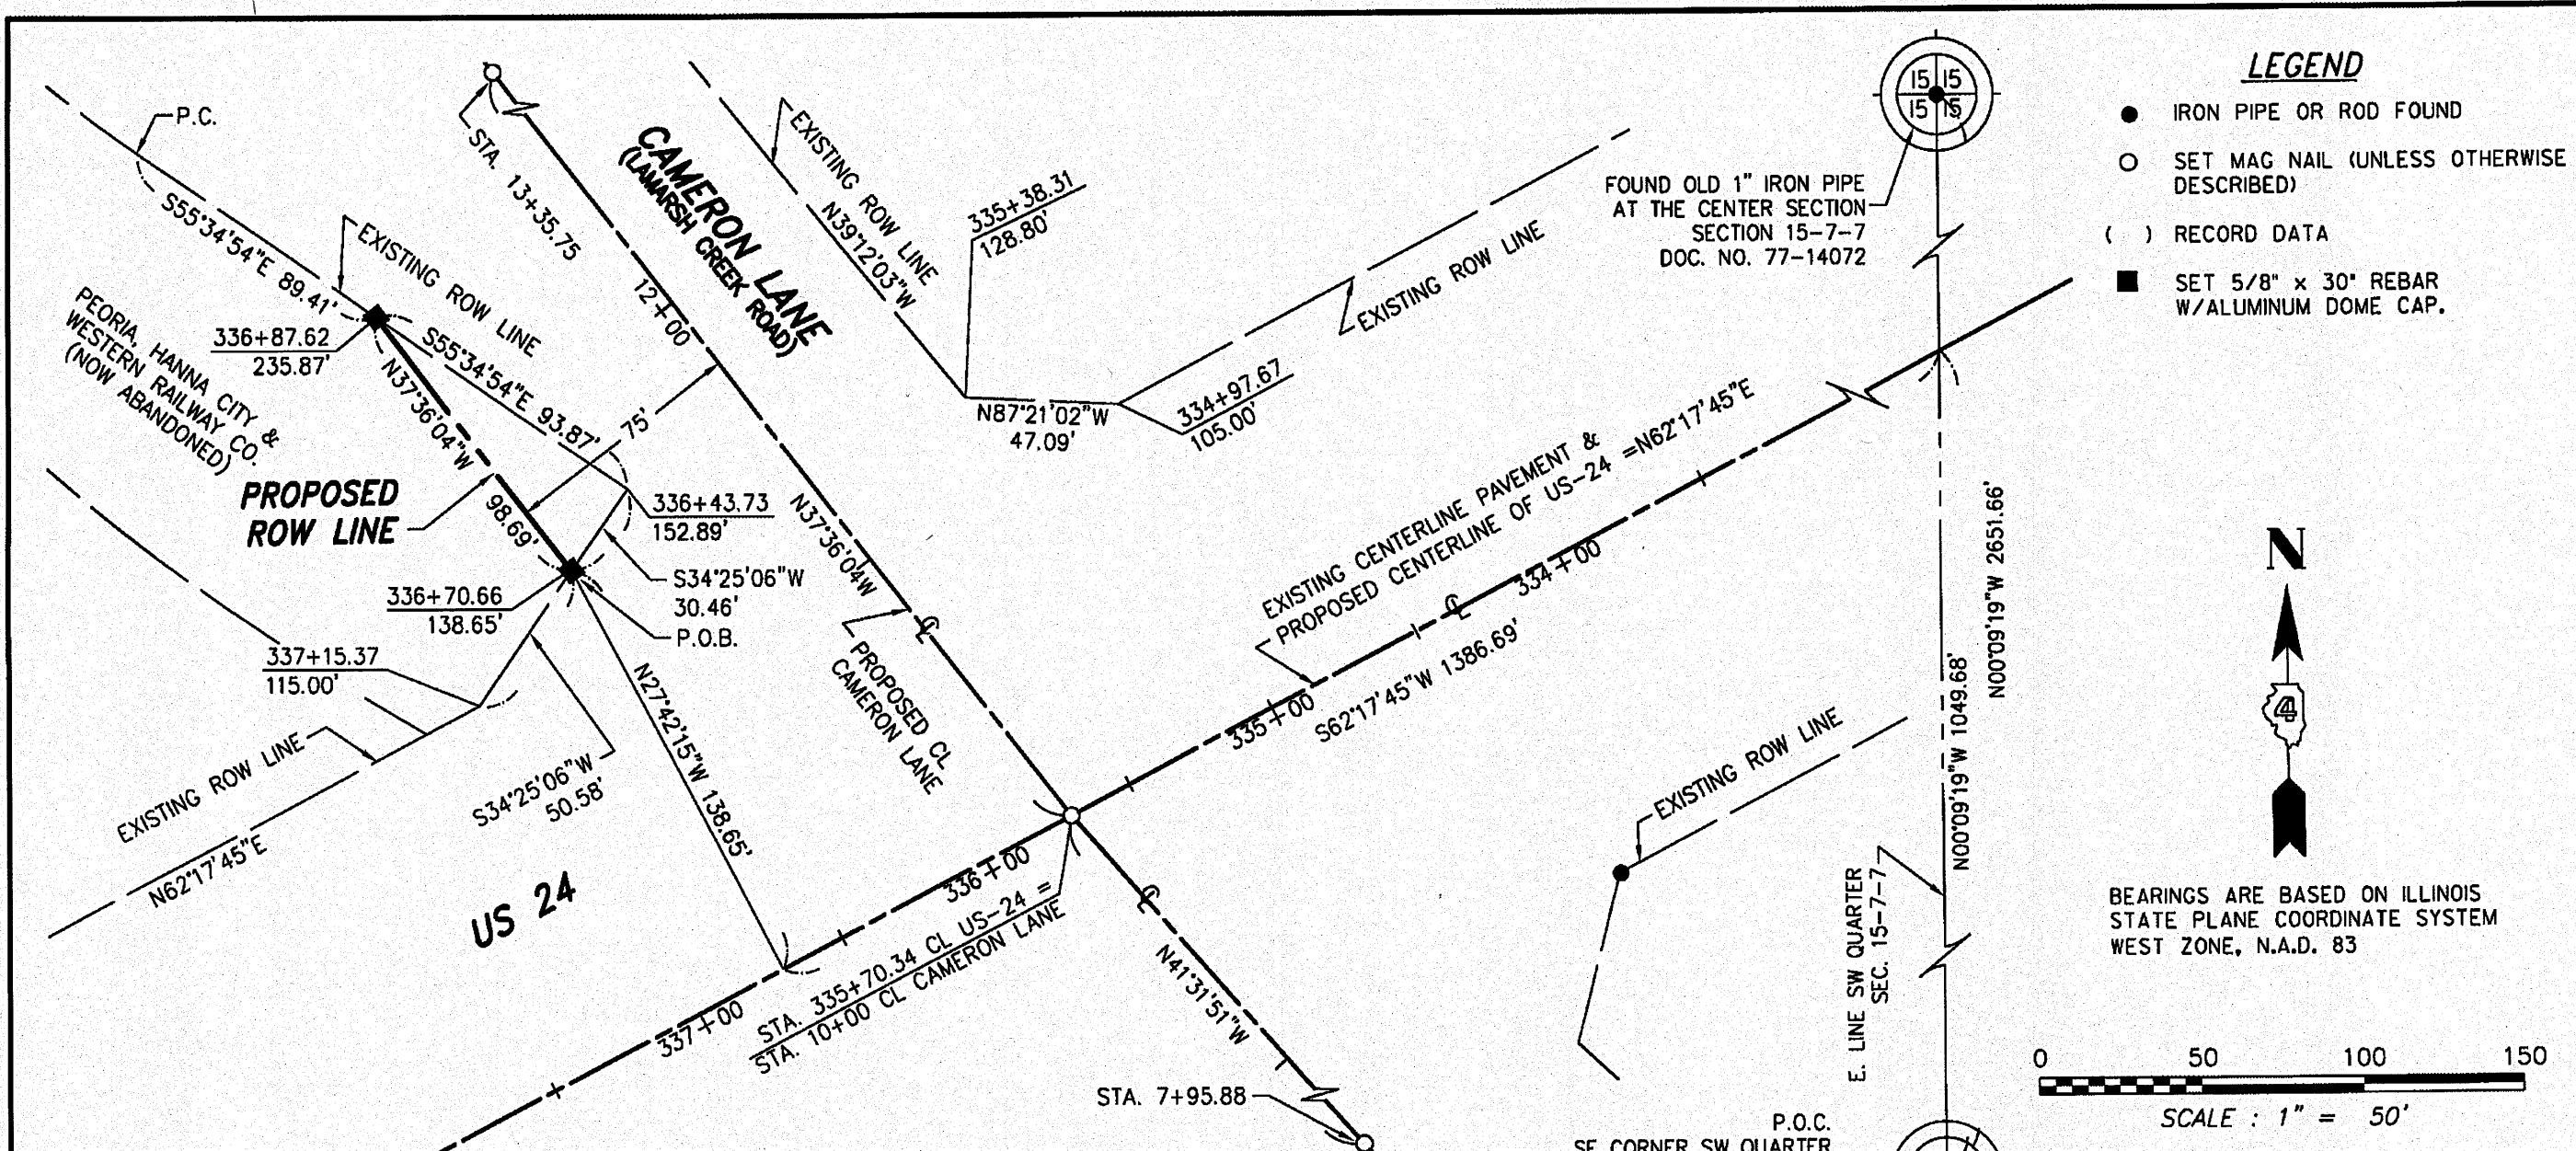 P.C.
S55°34'54"E 89.41'
EXISTING ROW LINE
STA. 13+35.75
12+00
CAMERON LANE
(LAMARSH CREEK ROAD)
EXISTING ROW LINE
N39°12'03"W
335+38.31
128.80'
N87°21'02"W
47.09'
334+97.67
105.00'
EXISTING ROW LINE
FOUND OLD 1" IRON PIPE
AT THE CENTER SECTION
SECTION 15-7-7
DOC. NO. 77-14072
15 15
15 15
LEGEND
IRON PIPE OR ROD FOUND
SET MAG NAIL (UNLESS OTHERWISE
DESCRIBED)
( ) RECORD DATA
SET 5/8" x 30" REBAR
W/ALUMINUM DOME CAP.
PEORIA, HANNA CITY &
WESTERN RAILWAY CO.
(NOW ABANDONED)
336+87.62
235.87'
S55°34'54"E 93.87'
N37°36'04"W
98.69'
75'
PROPOSED
ROW LINE
336+43.73
152.89'
S34°25'06"W
30.46'
P.O.B.
336+70.66
138.65'
337+15.37
115.00'
EXISTING ROW LINE
N62°17'45"E
S34°25'06"W
50.58'
N27°42'15"W 138.65'
US 24
N37°36'04W
PROPOSED CL
CAMERON LANE
EXISTING CENTERLINE PAVEMENT &
PROPOSED CENTERLINE OF US-24 =N62°17'45"E
334+00
335+00
S62°17'45"W 1386.69'
336+00
337+00
STA. 335+70.34 CL US-24 =
STA. 10+00 CL CAMERON LANE
N41°31'51"W
STA. 7+95.88
EXISTING ROW LINE
N00°09'19"W 2651.66'
N00°09'19"W 1049.68'
E. LINE SW QUARTER
SEC. 15-7-7
N
4
BEARINGS ARE BASED ON ILLINOIS
STATE PLANE COORDINATE SYSTEM
WEST ZONE, N.A.D. 83
0 50 100 150
SCALE : 1" = 50'
P.O.C.
SE CORNER SW QUARTER